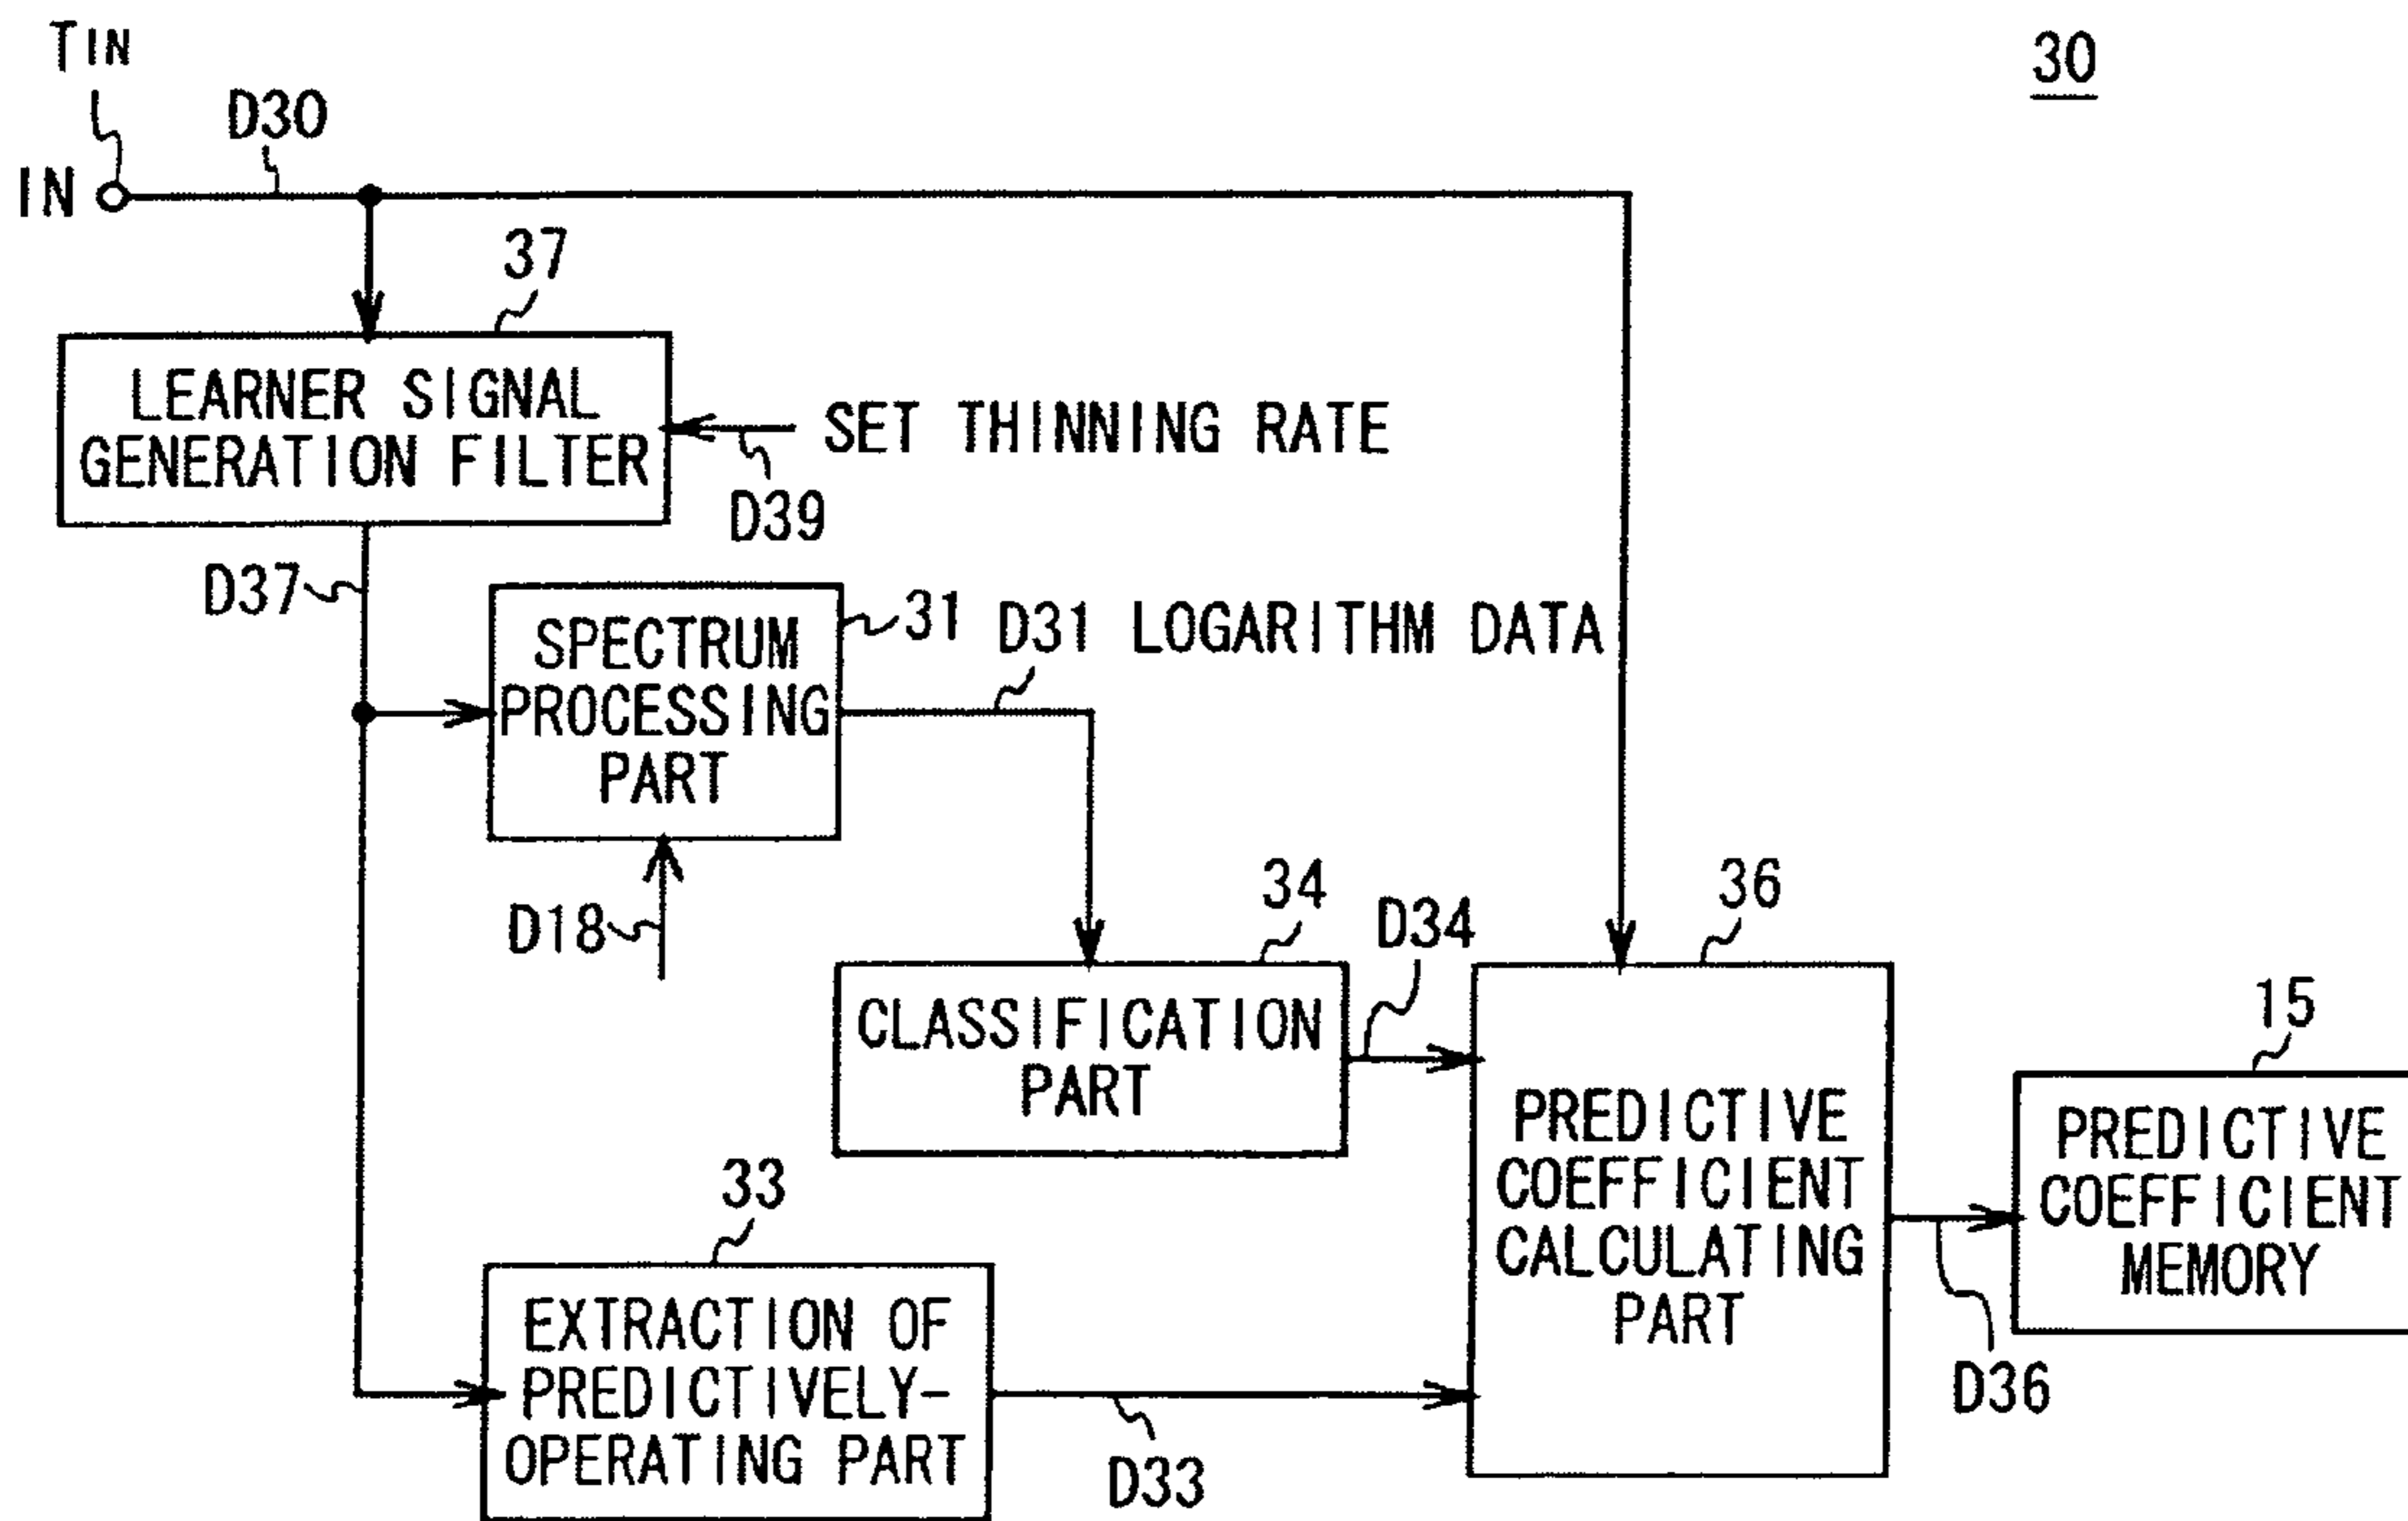 TIN
30
D30
IN
37
LEARNER SIGNAL
GENERATION FILTER
SET THINNING RATE
D39
D37
31
D31 LOGARITHM DATA
SPECTRUM
PROCESSING
PART
D18
34
D34
36
CLASSIFICATION
PART
15
PREDICTIVE
COEFFICIENT
CALCULATING
PART
PREDICTIVE
COEFFICIENT
MEMORY
33
EXTRACTION OF
PREDICTIVELY-
OPERATING PART
D33
D36